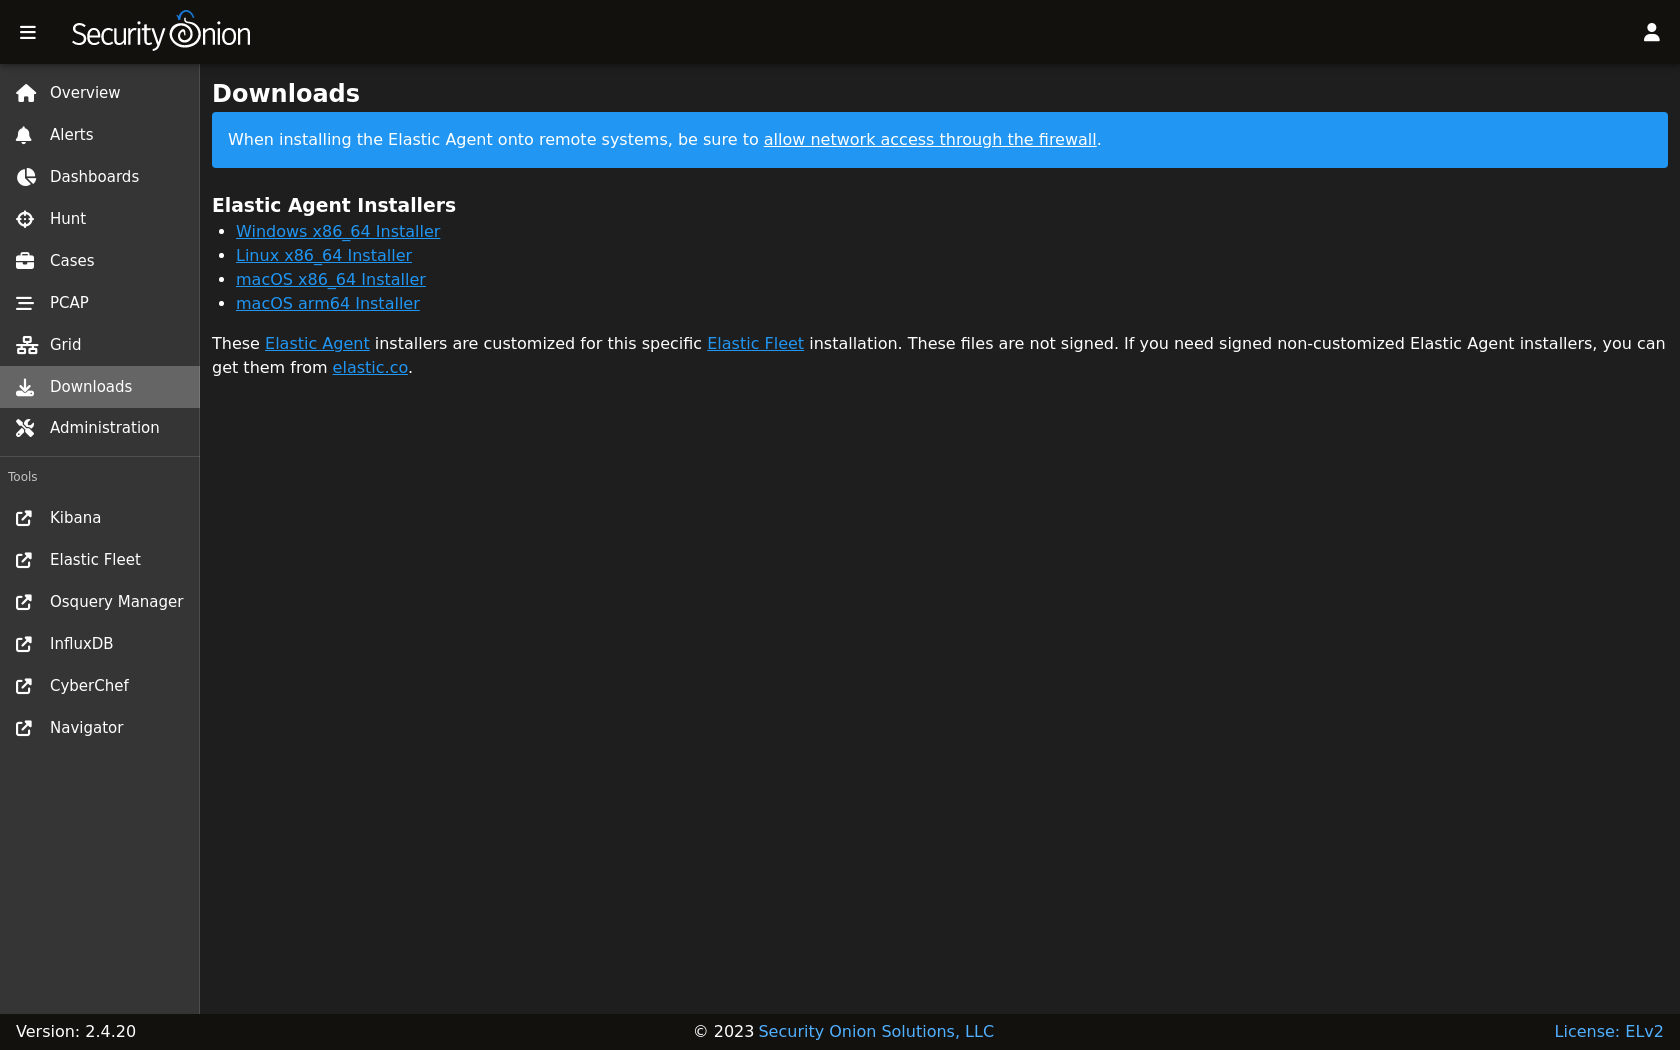 Security Onion
Overview
Alerts
Dashboards
Hunt
Cases
PCAP
Grid
Downloads
Administration
Tools
Kibana
Elastic Fleet
Osquery Manager
InfluxDB
CyberChef
Navigator
Downloads
When installing the Elastic Agent onto remote systems, be sure to allow network access through the firewall.
Elastic Agent Installers
Windows x86_64 Installer
Linux x86_64 Installer
macOS x86_64 Installer
macOS arm64 Installer
These Elastic Agent installers are customized for this specific Elastic Fleet installation. These files are not signed. If you need signed non-customized Elastic Agent installers, you can
get them from elastic.co.
Version: 2.4.20
© 2023 Security Onion Solutions, LLC
License: ELv2